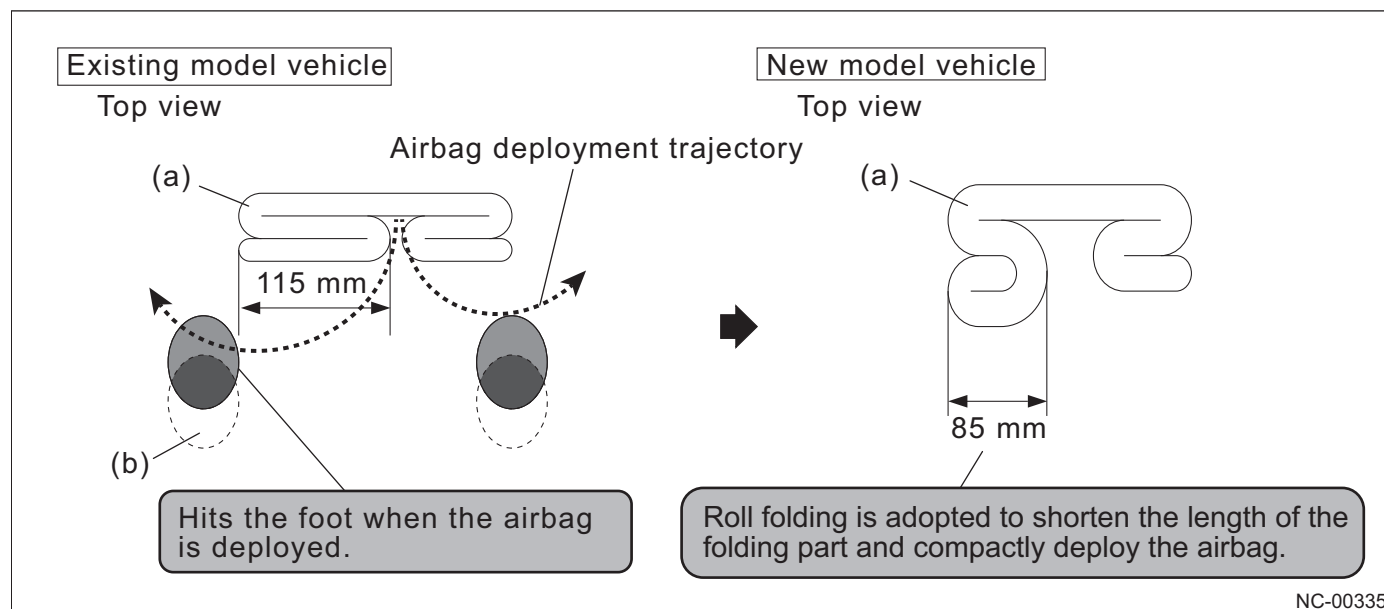 Existing model vehicle
Top view
New model vehicle
Top view
Airbag deployment trajectory
(a)
(a)
115 mm
85 mm
(b)
Hits the foot when the airbag
is deployed.
Roll folding is adopted to shorten the length of the
folding part and compactly deploy the airbag.
NC-00335